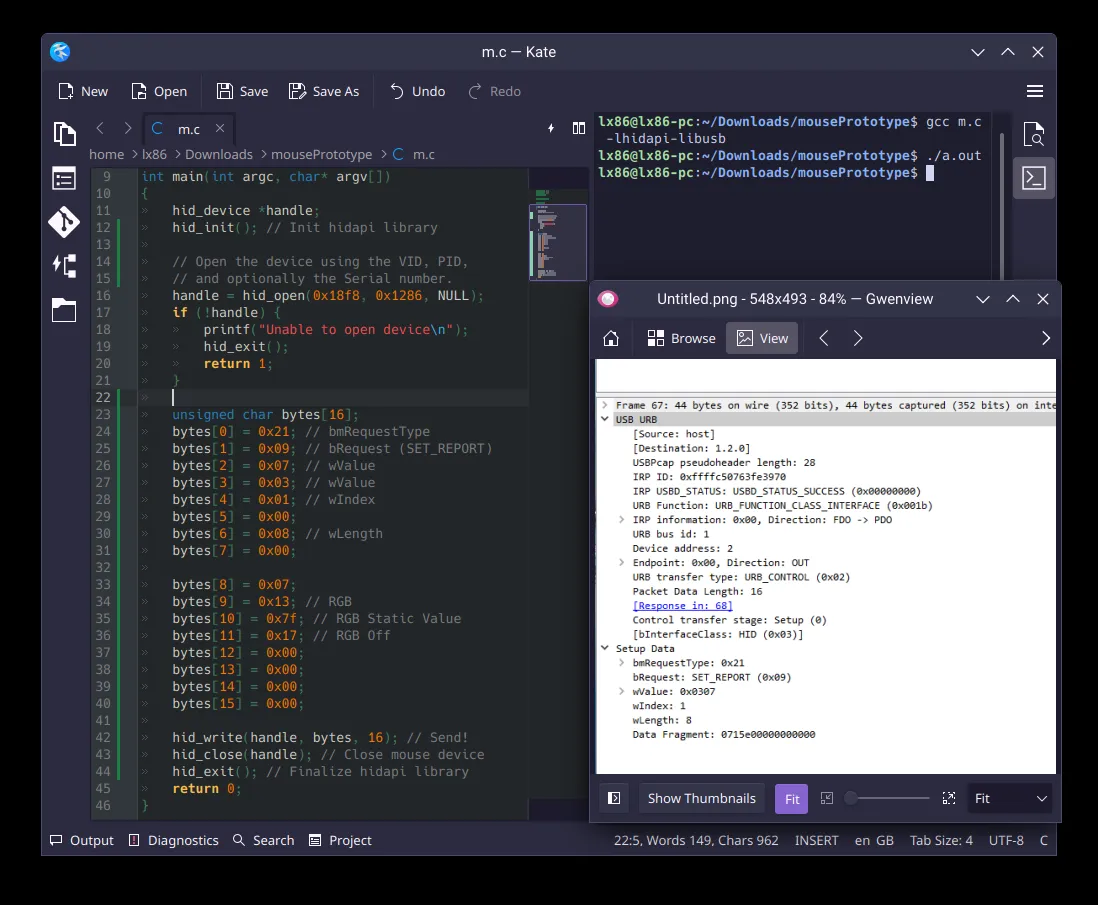 m.c — Kate
New Open Save Save As Undo Redo
m.c
home > lx86 > Downloads > mousePrototype > m.c
9 int main(int argc, char* argv[])
10 {
11 » hid_device *handle;
12 » hid_init(); // Init hidapi library
13 »
14 » // Open the device using the VID, PID,
15 » // and optionally the Serial number.
16 » handle = hid_open(0x18f8, 0x1286, NULL);
17 » if (!handle) {
18 » » printf("Unable to open device\n");
19 » » hid_exit();
20 » » return 1;
21 » }
22 »
23 » unsigned char bytes[16];
24 » bytes[0] = 0x21; // bmRequestType
25 » bytes[1] = 0x09; // bRequest (SET_REPORT)
26 » bytes[2] = 0x07; // wValue
27 » bytes[3] = 0x03; // wValue
28 » bytes[4] = 0x01; // wIndex
29 » bytes[5] = 0x00;
30 » bytes[6] = 0x08; // wLength
31 » bytes[7] = 0x00;
32 »
33 » bytes[8] = 0x07;
34 » bytes[9] = 0x13; // RGB
35 » bytes[10] = 0x7f; // RGB Static Value
36 » bytes[11] = 0x17; // RGB Off
37 » bytes[12] = 0x00;
38 » bytes[13] = 0x00;
39 » bytes[14] = 0x00;
40 » bytes[15] = 0x00;
41 »
42 » hid_write(handle, bytes, 16); // Send!
43 » hid_close(handle); // Close mouse device
44 » hid_exit(); // Finalize hidapi library
45 » return 0;
46 }
lx86@lx86-pc:~/Downloads/mousePrototype$ gcc m.c
-lhidapi-libusb
lx86@lx86-pc:~/Downloads/mousePrototype$ ./a.out
lx86@lx86-pc:~/Downloads/mousePrototype$
Untitled.png - 548x493 - 84% — Gwenview
Browse View
Frame 67: 44 bytes on wire (352 bits), 44 bytes captured (352 bits) on inte
USB URB
[Source: host]
[Destination: 1.2.0]
USBPcap pseudoheader length: 28
IRP ID: 0xffffc50763fe3970
IRP USBD_STATUS: USBD_STATUS_SUCCESS (0x00000000)
URB Function: URB_FUNCTION_CLASS_INTERFACE (0x001b)
> IRP information: 0x00, Direction: FDO -> PDO
URB bus id: 1
Device address: 2
> Endpoint: 0x00, Direction: OUT
URB transfer type: URB_CONTROL (0x02)
Packet Data Length: 16
[Response in: 68]
Control transfer stage: Setup (0)
[bInterfaceClass: HID (0x03)]
Setup Data
> bmRequestType: 0x21
bRequest: SET_REPORT (0x09)
> wValue: 0x0307
wIndex: 1
wLength: 8
Data Fragment: 0715e00000000000
Show Thumbnails Fit Fit
Output Diagnostics Search Project 22:5, Words 149, Chars 962 INSERT en_GB Tab Size: 4 UTF-8 C